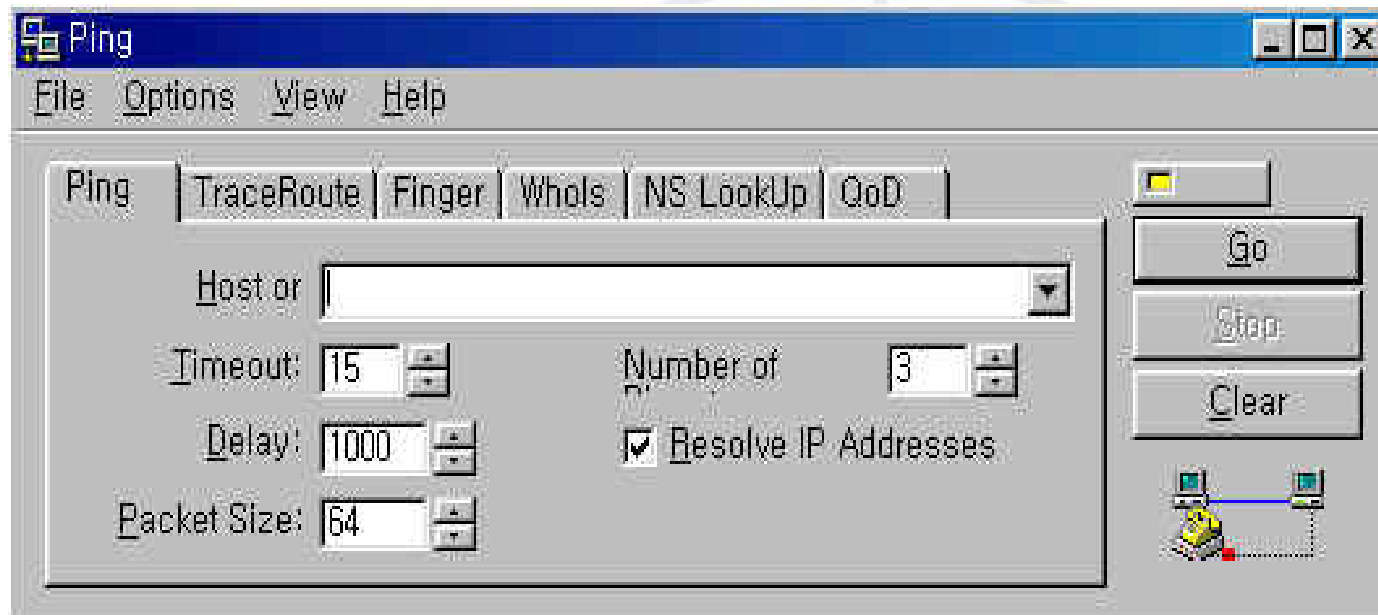 Ping
File Options View Help
Ping TraceRoute Finger WhoIs NS LookUp QoD
Host or
Timeout: 15 Number of 3
Delay: 1000 Resolve IP Addresses
Packet Size: 64
Go
Stop
Clear